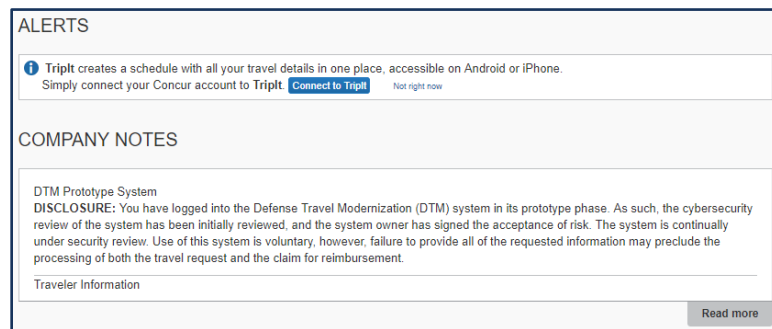 ALERTS
TripIt creates a schedule with all your travel details in one place, accessible on Android or iPhone.
Simply connect your Concur account to TripIt. Connect to TripIt Not right now
COMPANY NOTES
DTM Prototype System
DISCLOSURE: You have logged into the Defense Travel Modernization (DTM) system in its prototype phase. As such, the cybersecurity
review of the system has been initially reviewed, and the system owner has signed the acceptance of risk. The system is continually
under security review. Use of this system is voluntary, however, failure to provide all of the requested information may preclude the
processing of both the travel request and the claim for reimbursement.
Traveler Information
Read more